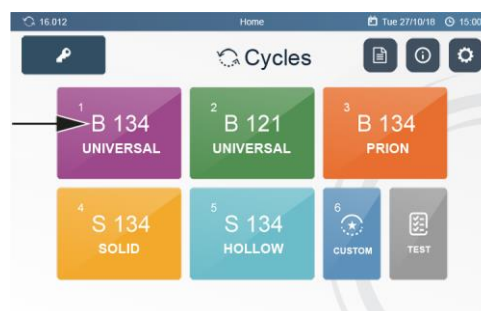 16.012 Home Tue 27/10/18 15:00
Cycles
1 2 3
B 134 B 121 B 134
UNIVERSAL UNIVERSAL PRION
4 5 6
S 134 S 134
SOLID HOLLOW CUSTOM TEST